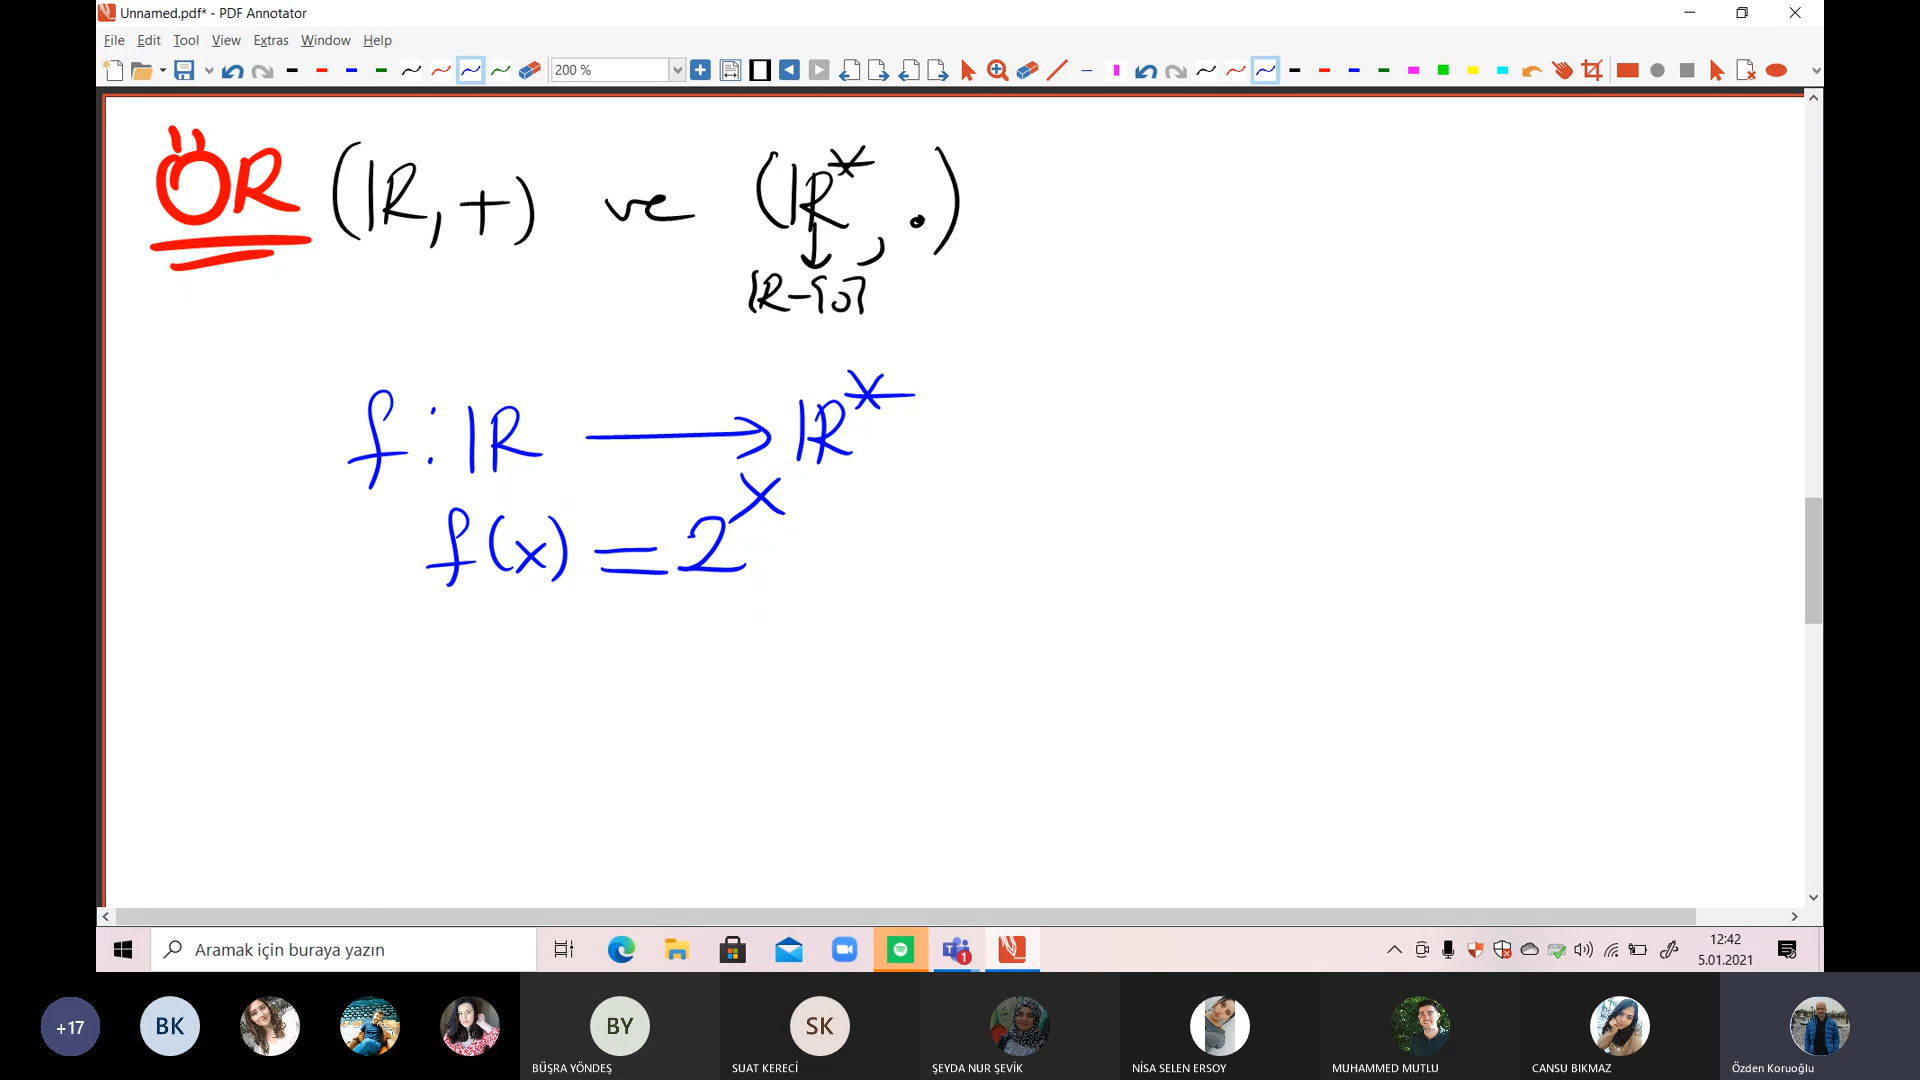 Unnamed.pdf* - PDF Annotator
File Edit Tool View Extras Window Help
200 %
ÖR (ℝ, +) ve (ℝ*, .)
ℝ-{0}
f : ℝ → ℝ*
f(x) = 2^x
Aramak için buraya yazın
1
12:42
5.01.2021
+17
BK
BY
SK
BÜŞRA YÖNDEŞ
SUAT KERECİ
ŞEYDA NUR ŞEVİK
NİSA SELEN ERSOY
MUHAMMED MUTLU
CANSU BIKMAZ
Özden Koruoğlu